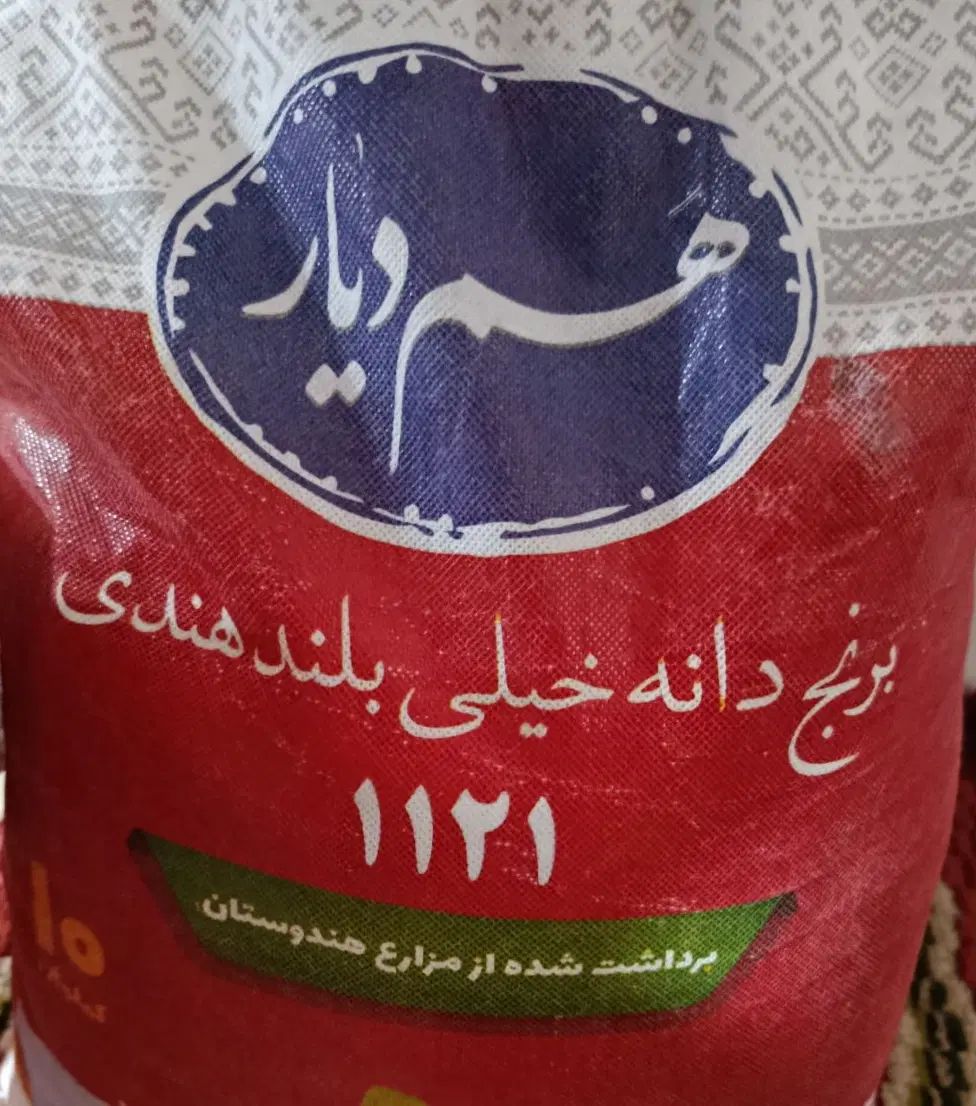 هم دیار
برنج دانه خیلی بلند هندی
۱۱۲۱
برداشت شده از مزارع هندوستان
۱۰